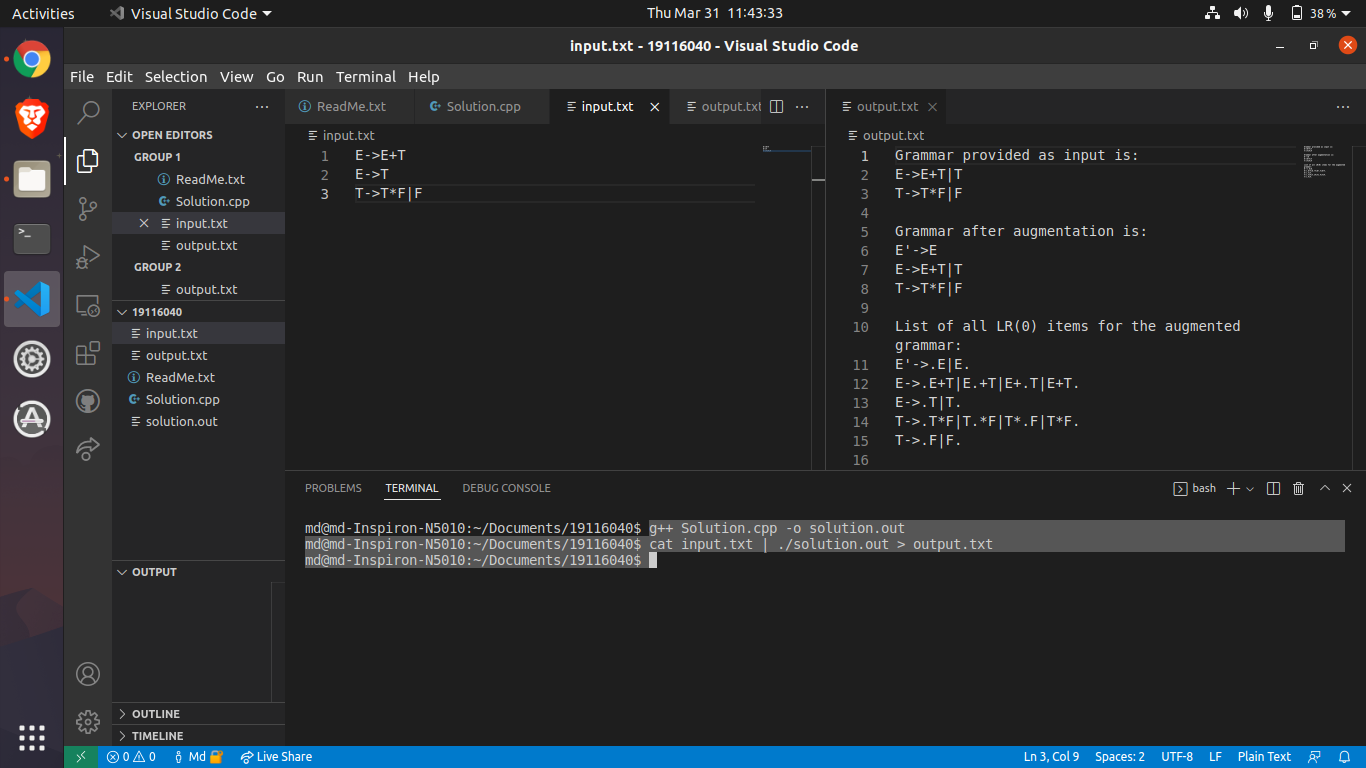 Activities
Visual Studio Code
Thu Mar 31 11:43:33
38 %
input.txt - 19116040 - Visual Studio Code
File Edit Selection View Go Run Terminal Help
EXPLORER
OPEN EDITORS
GROUP 1
ReadMe.txt
Solution.cpp
input.txt
output.txt
GROUP 2
output.txt
19116040
input.txt
output.txt
ReadMe.txt
Solution.cpp
solution.out
OUTPUT
OUTLINE
TIMELINE
ReadMe.txt
Solution.cpp
input.txt
output.txt
input.txt
1 E->E+T
2 E->T
3 T->T*F|F
output.txt
output.txt
1 Grammar provided as input is:
2 E->E+T|T
3 T->T*F|F
4
5 Grammar after augmentation is:
6 E'->E
7 E->E+T|T
8 T->T*F|F
9
10 List of all LR(0) items for the augmented
grammar:
11 E'->.E|E.
12 E->.E+T|E.+T|E+.T|E+T.
13 E->.T|T.
14 T->.T*F|T.*F|T*.F|T*F.
15 T->.F|F.
16
PROBLEMS TERMINAL DEBUG CONSOLE
bash
md@md-Inspiron-N5010:~/Documents/19116040$ g++ Solution.cpp -o solution.out
md@md-Inspiron-N5010:~/Documents/19116040$ cat input.txt | ./solution.out > output.txt
md@md-Inspiron-N5010:~/Documents/19116040$
0 0 Md Live Share
Ln 3, Col 9 Spaces: 2 UTF-8 LF Plain Text